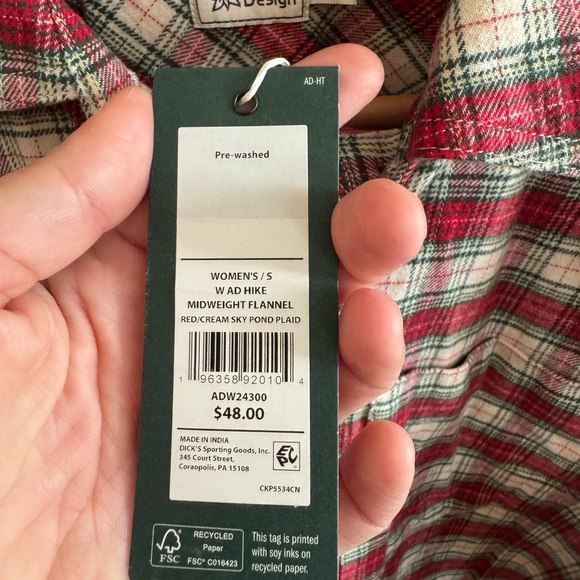 Design
AD-HT
Pre-washed
WOMEN'S / S
W AD HIKE
MIDWEIGHT FLANNEL
RED/CREAM SKY POND PLAID
1 96358 92010 4
ADW24300
$48.00
MADE IN INDIA
DICK'S Sporting Goods, Inc.
345 Court Street,
Coraopolis, PA 15108
CKP5534CN
FSC
RECYCLED
Paper
FSC® C016423
This tag is printed
with soy inks on
recycled paper.